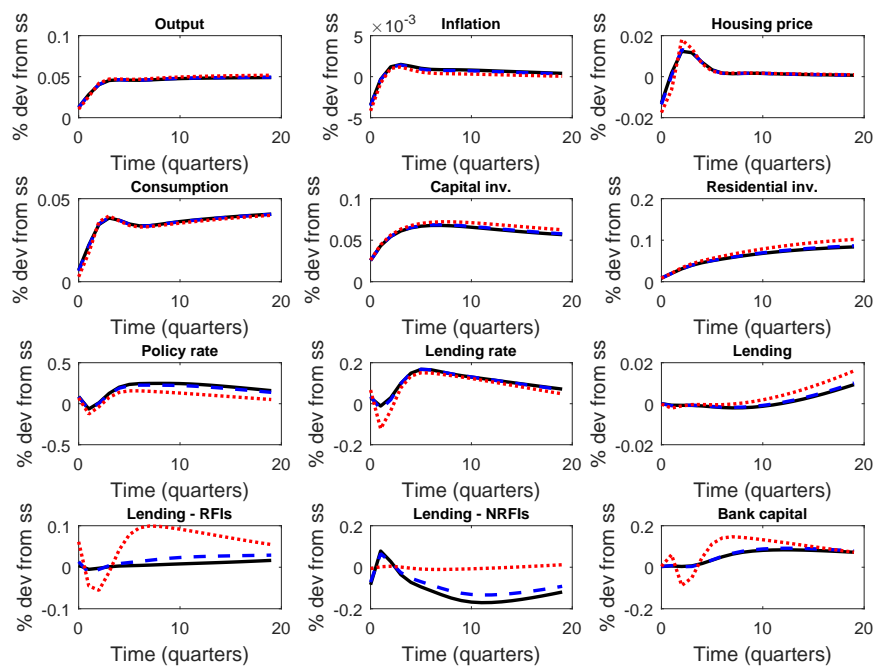 Output
% dev from ss
0.1
0.05
0
0 10 20
Time (quarters)
Inflation
× 10-3
% dev from ss
5
0
-5
0 10 20
Time (quarters)
Housing price
% dev from ss
0.02
0
-0.02
0 10 20
Time (quarters)
Consumption
% dev from ss
0.05
0
0 10 20
Time (quarters)
Capital inv.
% dev from ss
0.1
0.05
0
0 10 20
Time (quarters)
Residential inv.
% dev from ss
0.2
0.1
0
0 10 20
Time (quarters)
Policy rate
% dev from ss
0.5
0
-0.5
0 10 20
Time (quarters)
Lending rate
% dev from ss
0.2
0
-0.2
0 10 20
Time (quarters)
Lending
% dev from ss
0.02
0
-0.02
0 10 20
Time (quarters)
Lending - RFIs
% dev from ss
0.1
0
-0.1
0 10 20
Time (quarters)
Lending - NRFIs
% dev from ss
0.2
0
-0.2
0 10 20
Time (quarters)
Bank capital
% dev from ss
0.2
0
-0.2
0 10 20
Time (quarters)